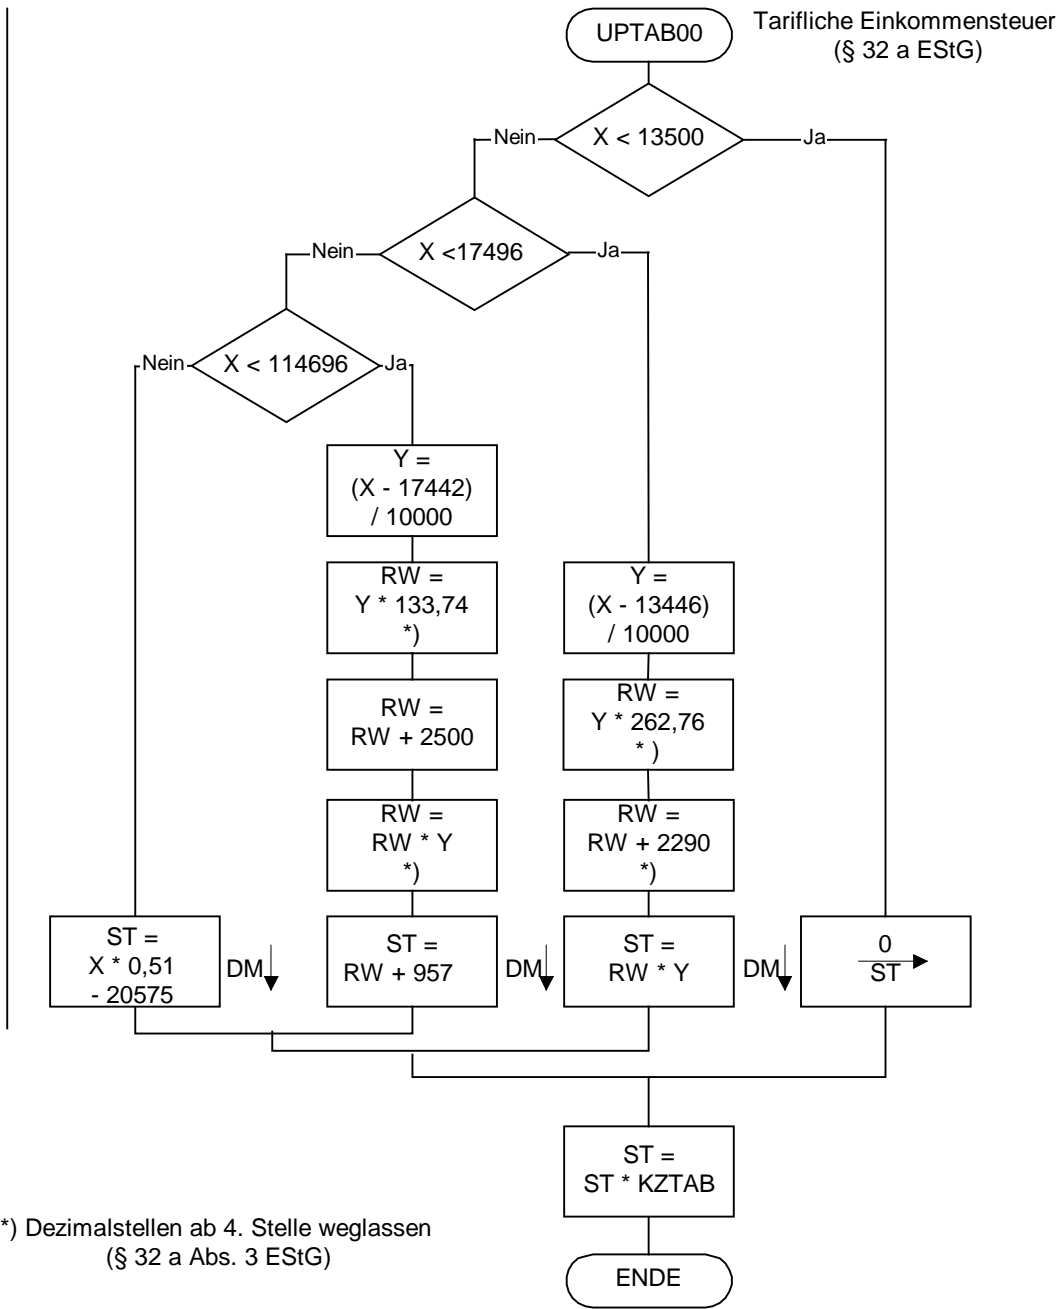 UPTAB00
Tarifliche Einkommensteuer
(§ 32 a EStG)
Nein
X < 13500
Ja
Nein
X <17496
Ja
Nein
X < 114696
Ja
Y =
(X - 17442)
/ 10000
RW =
Y * 133,74
*)
Y =
(X - 13446)
/ 10000
RW =
RW + 2500
RW =
Y * 262,76
* )
RW =
RW * Y
*)
RW =
RW + 2290
*)
ST =
X * 0,51
- 20575
DM
ST =
RW + 957
DM
ST =
RW * Y
DM
0
ST
ST =
ST * KZTAB
*) Dezimalstellen ab 4. Stelle weglassen
(§ 32 a Abs. 3 EStG)
ENDE